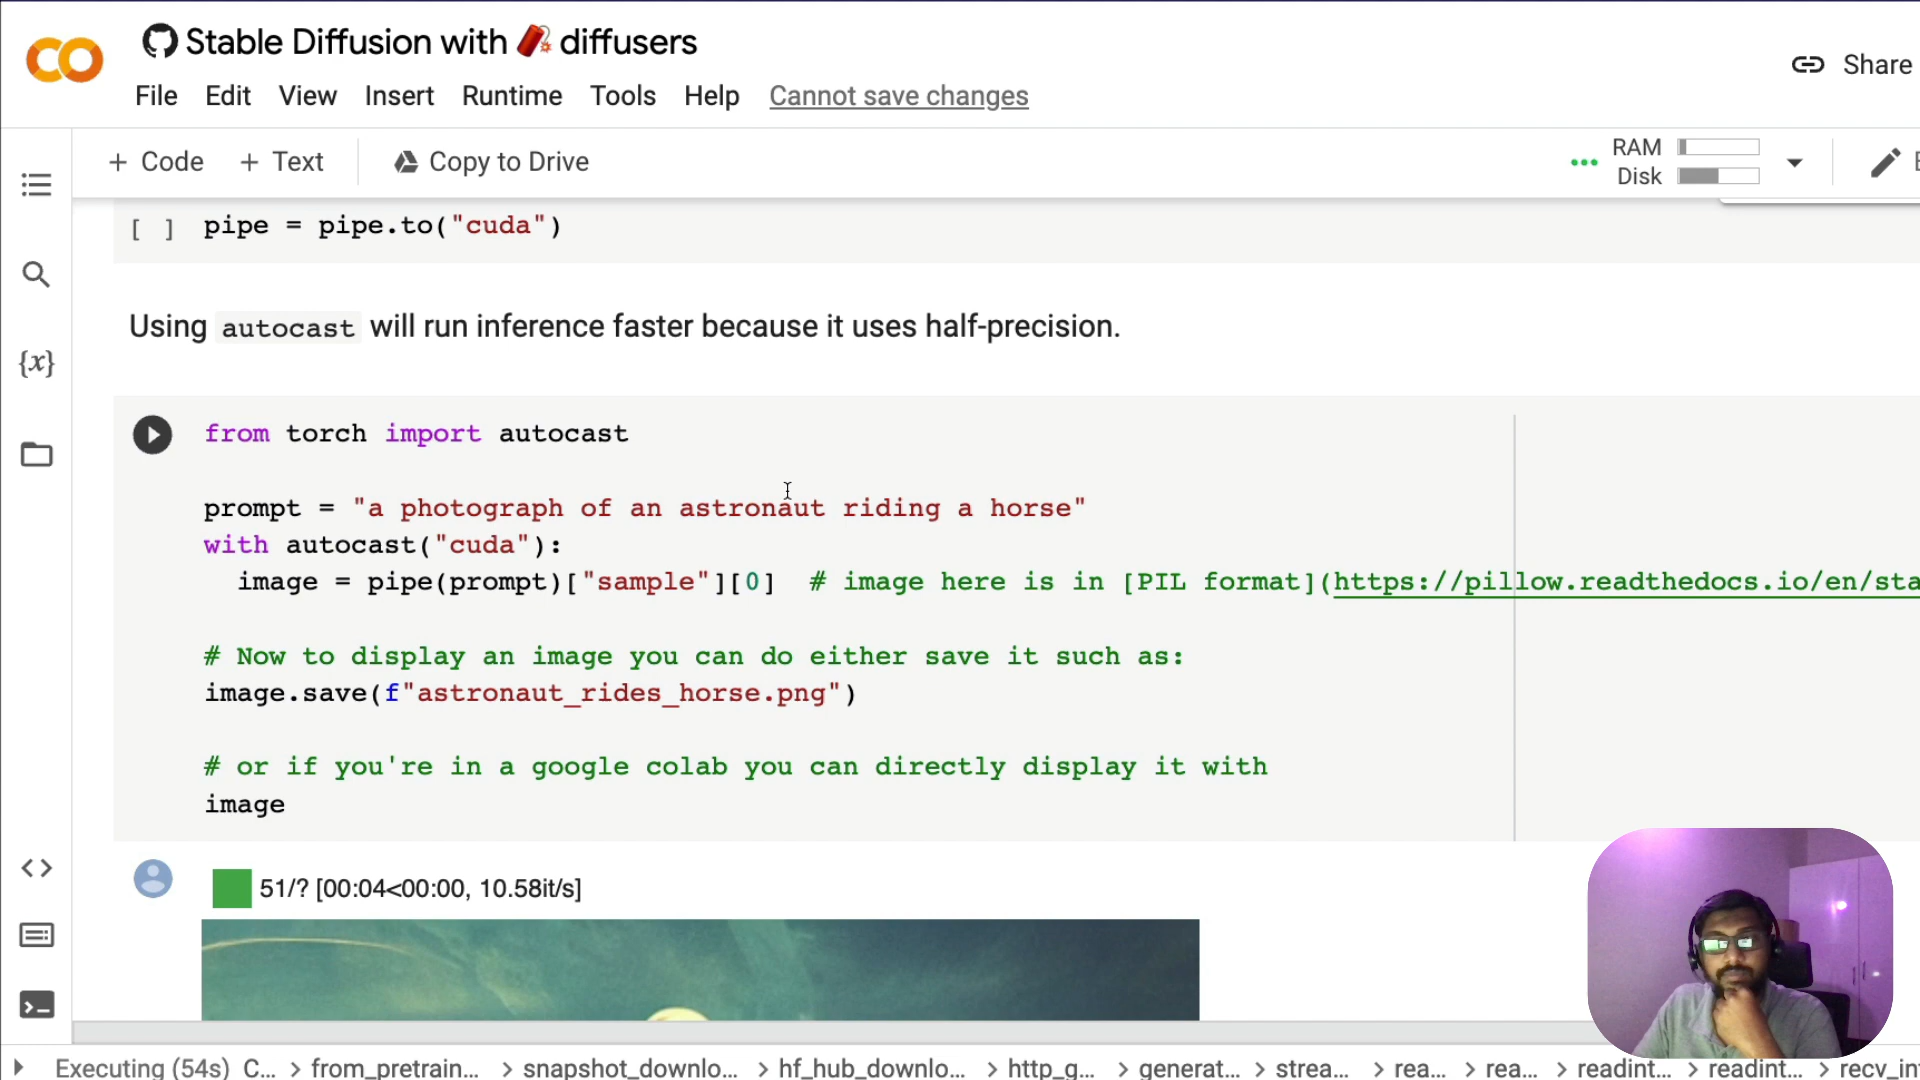 Stable Diffusion with diffusers
File Edit View Insert Runtime Tools Help Cannot save changes
Share
+ Code + Text Copy to Drive
RAM
Disk
[ ] pipe = pipe.to("cuda")
Using autocast will run inference faster because it uses half-precision.
{x}
from torch import autocast
prompt = "a photograph of an astronaut riding a horse"
with autocast("cuda"):
image = pipe(prompt)["sample"][0] # image here is in [PIL format](https://pillow.readthedocs.io/en/sta
# Now to display an image you can do either save it such as:
image.save(f"astronaut_rides_horse.png")
# or if you're in a google colab you can directly display it with
image
51/? [00:04<00:00, 10.58it/s]
Executing (54s) C... > from_pretrain... > snapshot_downlo... > hf_hub_downlo... > http_g... > generat... > strea... > rea... > rea... > readint... > readint... > recv_in